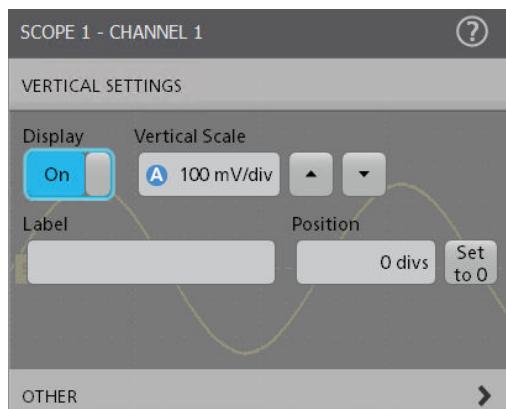 SCOPE 1 - CHANNEL 1 ?
VERTICAL SETTINGS
Display Vertical Scale
On A 100 mV/div
Label Position
0 divs Set to 0
OTHER